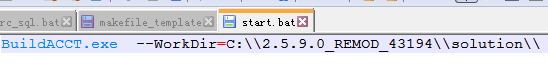 rc_sql.bat makefile_template start.bat
BuildACCT.exe  --WorkDir=C:\\2.5.9.0_REMOD_43194\\solution\\